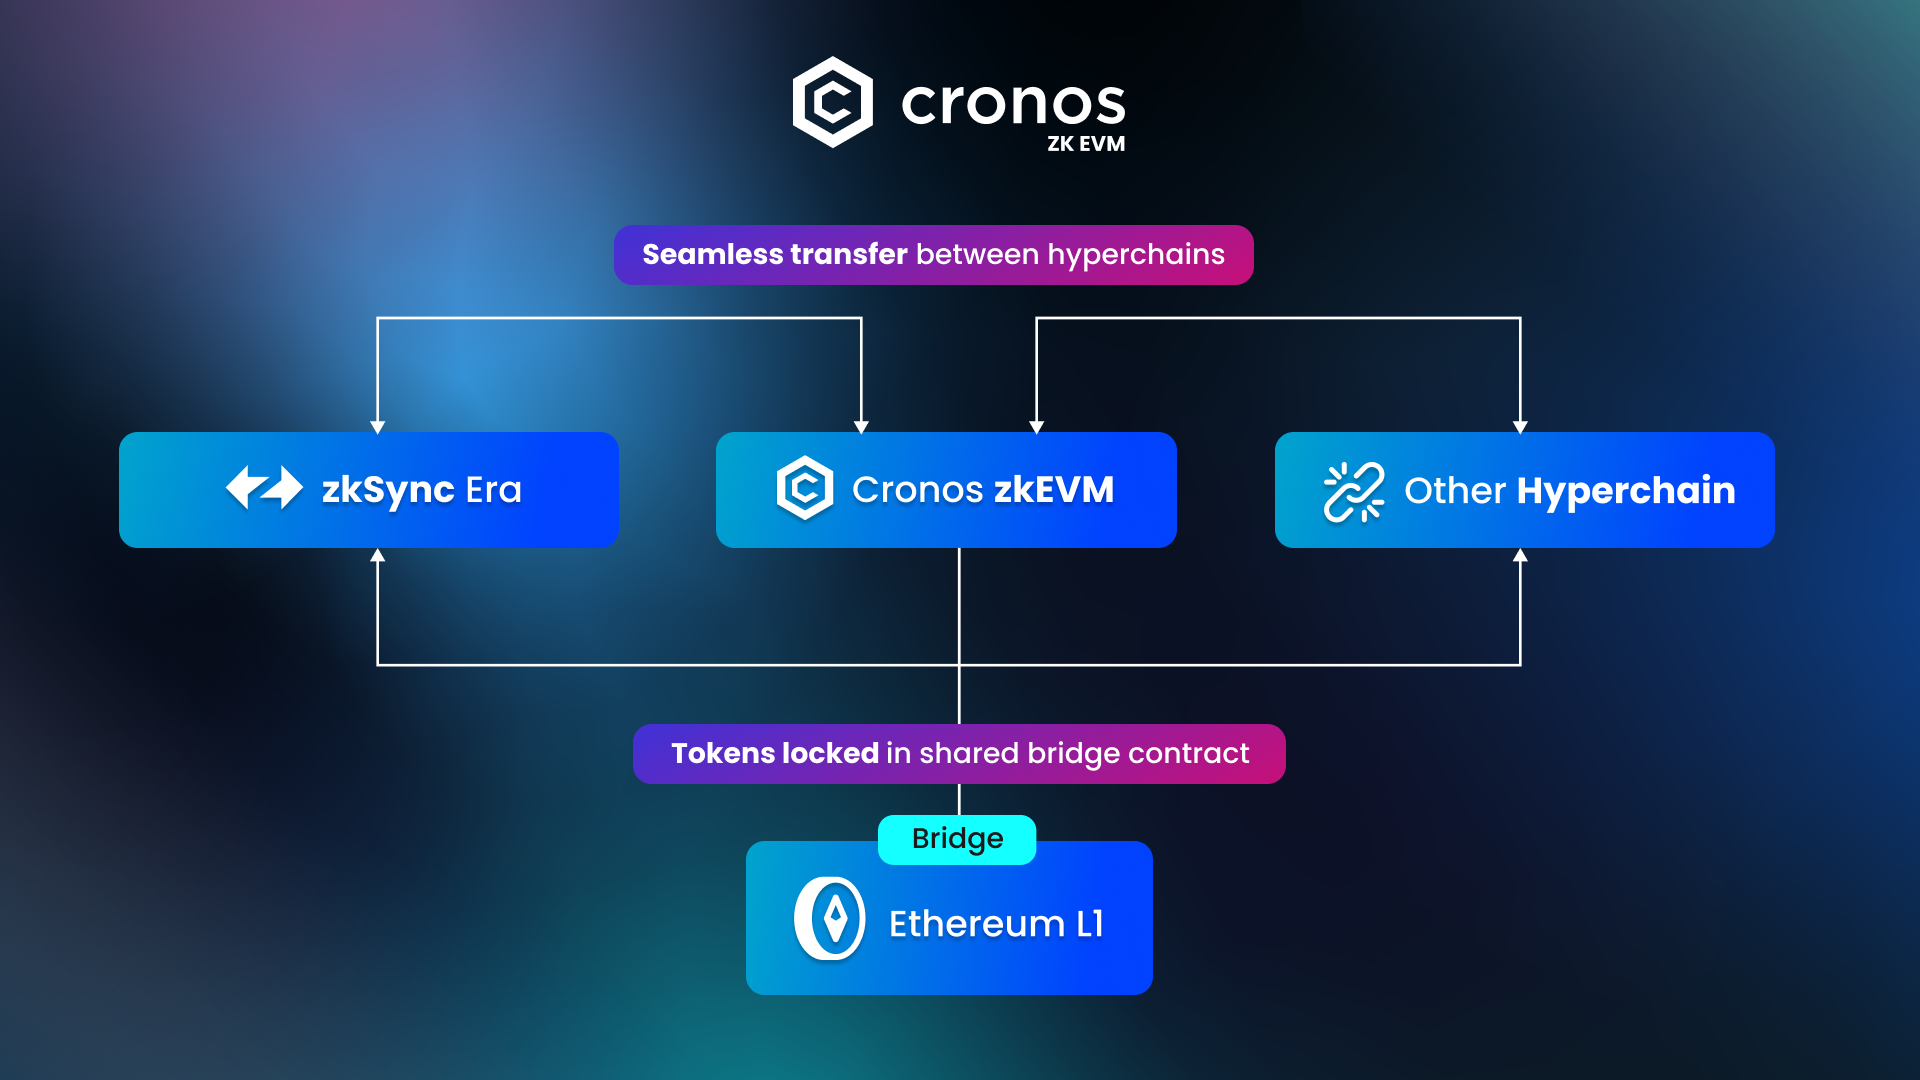 cronos
ZK EVM
Seamless transfer between hyperchains
zkSync Era
Cronos zkEVM
Other Hyperchain
Tokens locked in shared bridge contract
Bridge
Ethereum L1